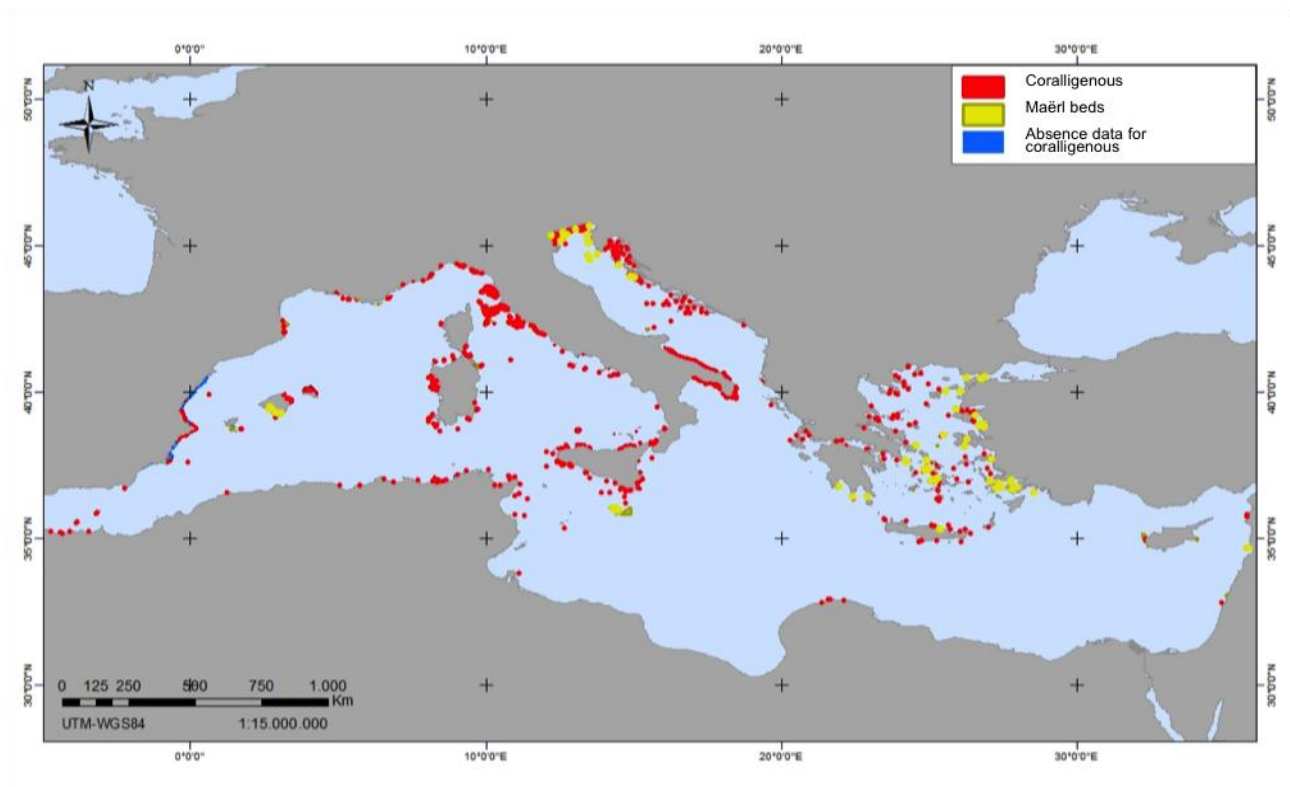 0°0'0" 10°0'0"E 20°0'0"E 30°0'0"E
N
50°0'0"N 50°0'0"N
Coralligenous
Maërl beds
Absence data for
coralligenous
45°0'0"N 45°0'0"N
40°0'0"N 40°0'0"N
35°0'0"N 35°0'0"N
30°0'0"N 30°0'0"N
0 125 250 500 750 1.000
Km
UTM-WGS84 1:15.000.000
0°0'0" 10°0'0"E 20°0'0"E 30°0'0"E